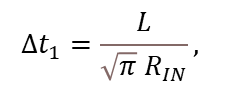 Δt₁ = L / (√π R_IN),